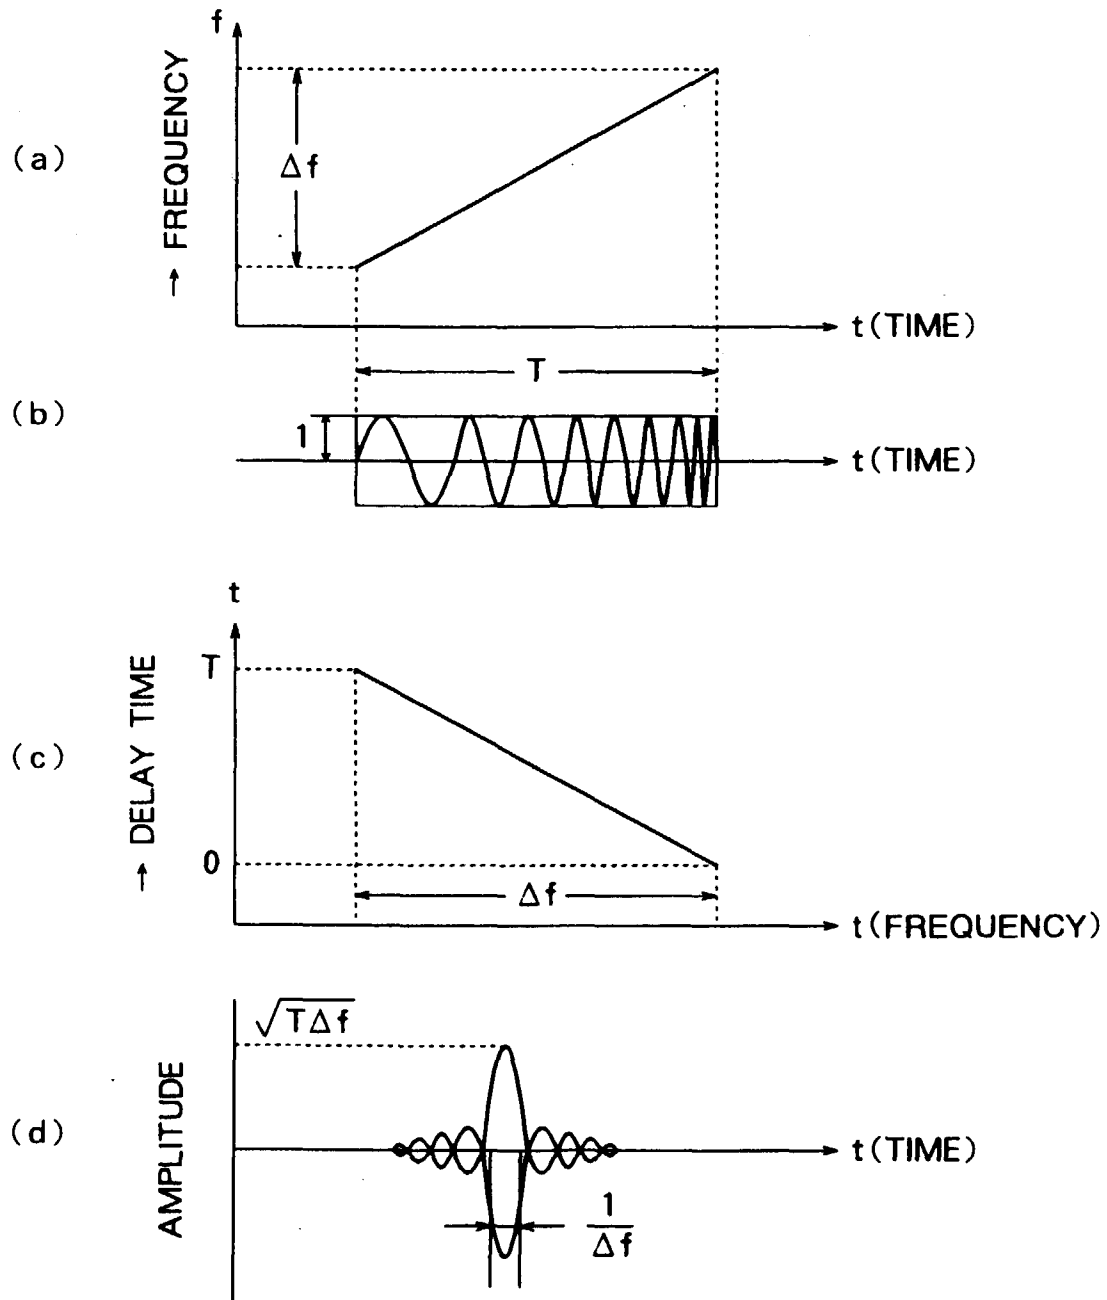 f
(a)
→ FREQUENCY
Δf
t(TIME)
T
(b)
1
t(TIME)
t
T
(c)
→ DELAY TIME
0
Δf
t(FREQUENCY)
√TΔf
(d)
AMPLITUDE
t(TIME)
1
Δf